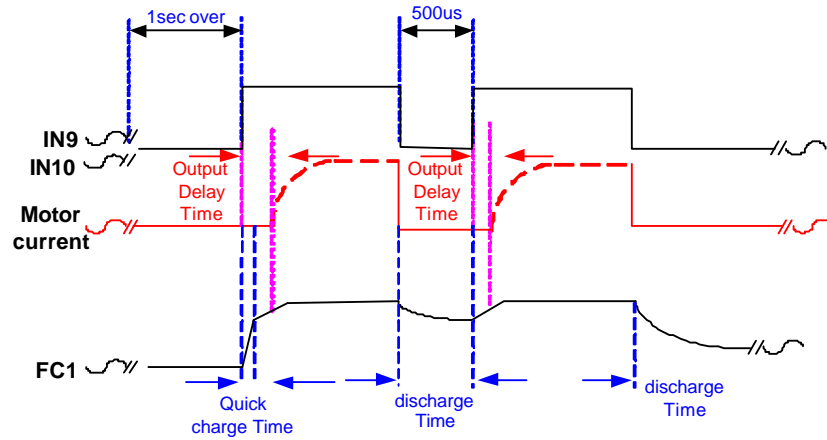 1sec over
500us
IN9
IN10
Output
Delay
Time
Output
Delay
Time
Motor
current
FC1
Quick
charge Time
discharge
Time
discharge
Time